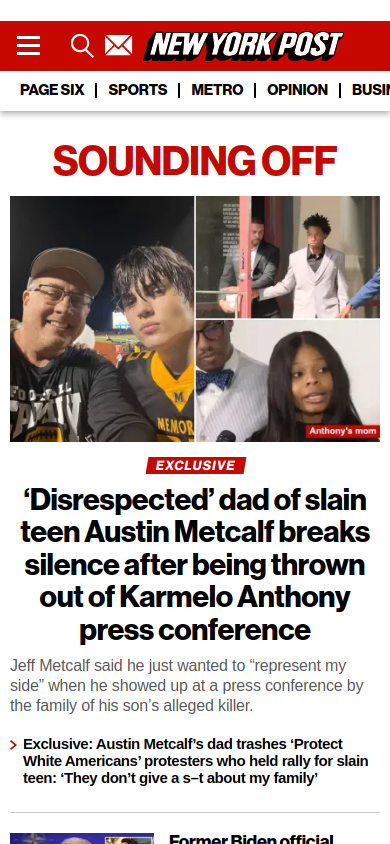 NEW YORK POST
PAGE SIX | SPORTS | METRO | OPINION | BUSIN
SOUNDING OFF
M
MEMOR
Anthony's mom
EXCLUSIVE
‘Disrespected’ dad of slain
teen Austin Metcalf breaks
silence after being thrown
out of Karmelo Anthony
press conference
Jeff Metcalf said he just wanted to “represent my
side” when he showed up at a press conference by
the family of his son’s alleged killer.
Exclusive: Austin Metcalf’s dad trashes ‘Protect
White Americans’ protesters who held rally for slain
teen: ‘They don’t give a s–t about my family’
Former Biden official